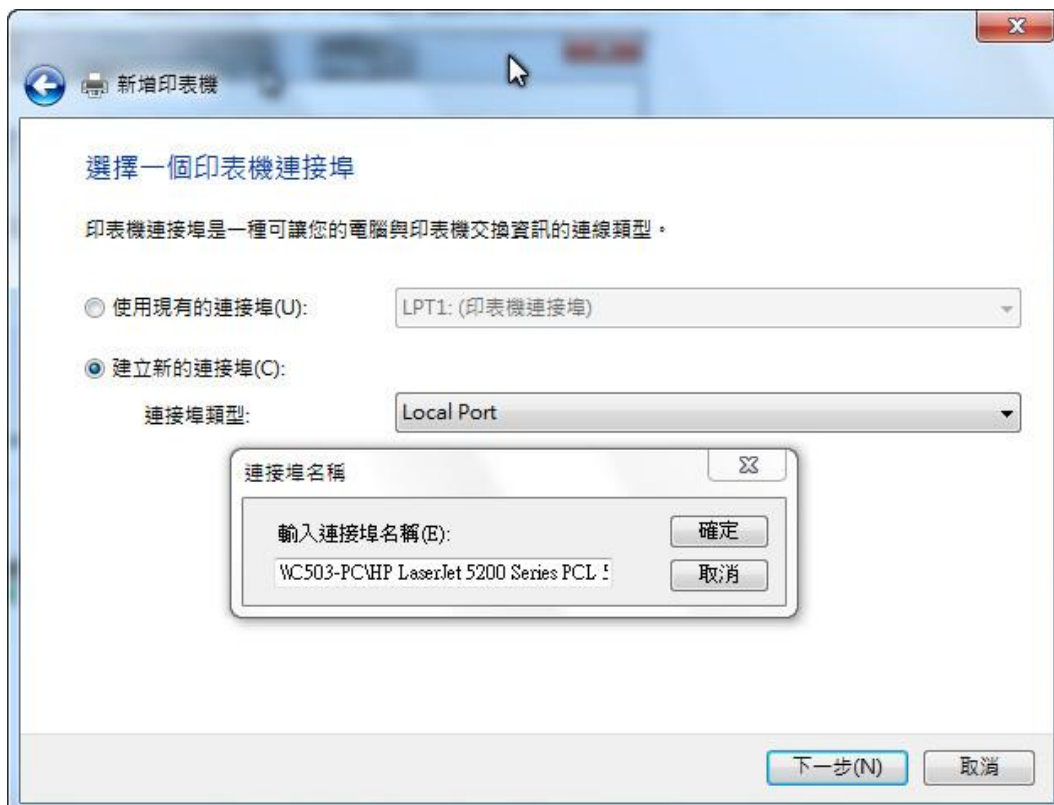 新增印表機
選擇一個印表機連接埠
印表機連接埠是一種可讓您的電腦與印表機交換資訊的連線類型。
使用現有的連接埠(U):
LPT1: (印表機連接埠)
建立新的連接埠(C):
連接埠類型:
Local Port
連接埠名稱
輸入連接埠名稱(E):
確定
\\C503-PC\HP LaserJet 5200 Series PCL
取消
下一步(N)
取消